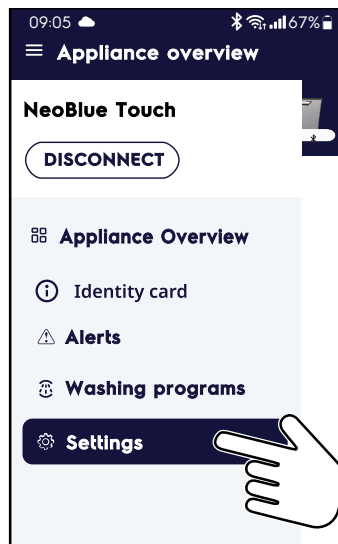 09:05 67%
Appliance overview
NeoBlue Touch
DISCONNECT
Appliance Overview
Identity card
Alerts
Washing programs
Settings